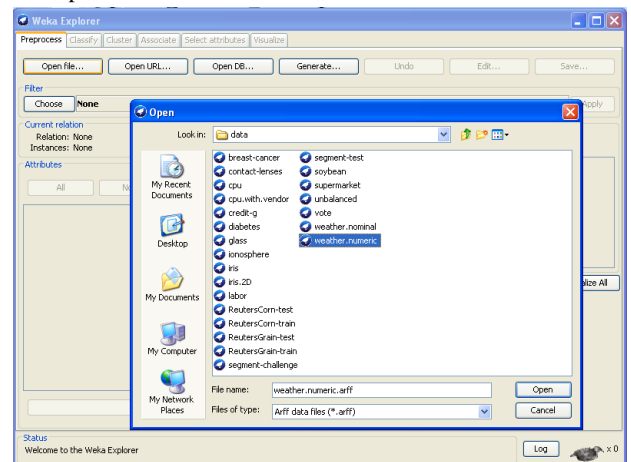 Weka Explorer
Preprocess Classify Cluster Associate Select attributes Visualize
Open file... Open URL... Open DB... Generate... Undo Edit... Save...
Filter
Choose None
Apply
Current relation
Relation: None
Instances: None
Attributes
All
Open
Look in: data
My Recent Documents
Desktop
My Documents
My Computer
My Network Places
breast-cancer
contact-lenses
cpu
cpu.with.vendor
credit-g
diabetes
glass
ionosphere
iris
iris.2D
labor
ReutersCorn-test
ReutersCorn-train
ReutersGrain-test
ReutersGrain-train
segment-challenge
segment-test
soybean
supermarket
unbalanced
vote
weather.nominal
weather.numeric
File name: weather.numeric.arff
Open
Files of type: Arff data files (*.arff)
Cancel
alize All
Status
Welcome to the Weka Explorer
Log
x 0